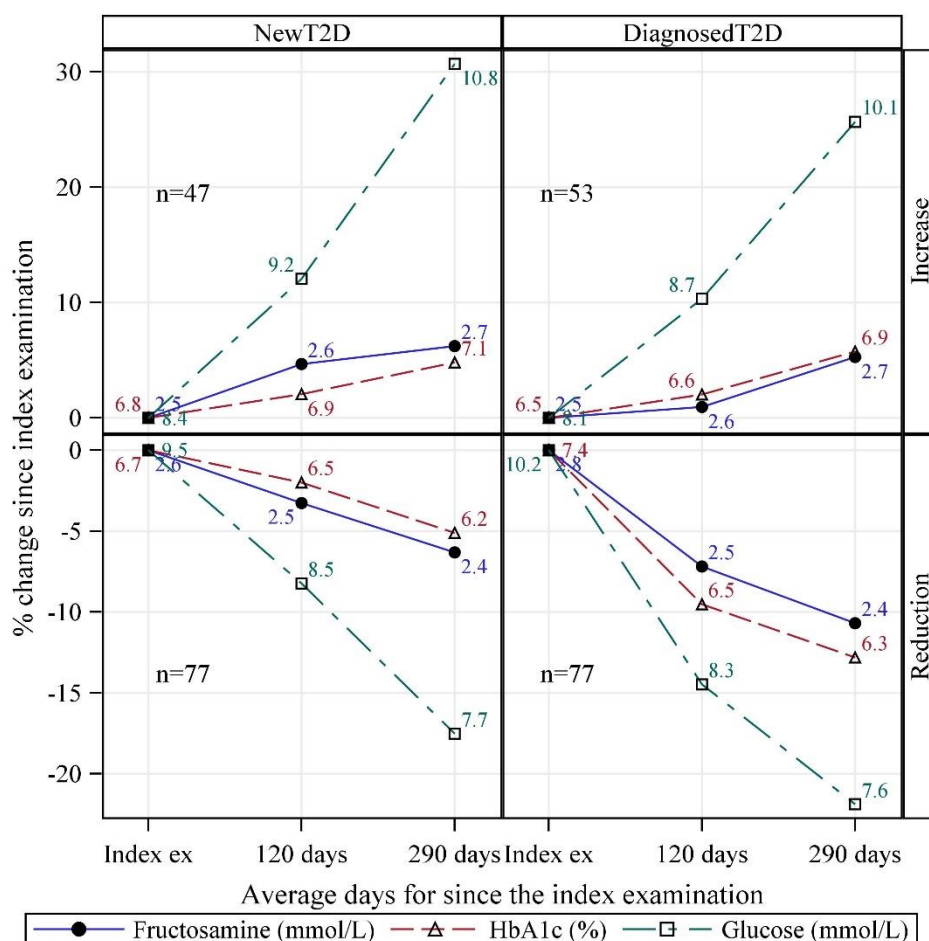 NewT2D DiagnosedT2D
30 10.8 10.1
n=47 n=53
20
9.2 8.7
10
2.6 2.7 6.6 6.9
7.1 2.7
6.8 2.5 6.9 6.5 2.5 2.6
0 8.4 8.1
Increase
% change since index examination
0 9.5 7.4
6.7 2.6 6.5 10.2 2.8
-5 2.5 6.2 2.5
2.4 6.5 2.4
-10 8.5
6.3
n=77 n=77 8.3
-15
7.7
-20 7.6
Reduction
Index ex 120 days 290 days Index ex 120 days 290 days
Average days for since the index examination
Fructosamine (mmol/L) HbA1c (%) Glucose (mmol/L)